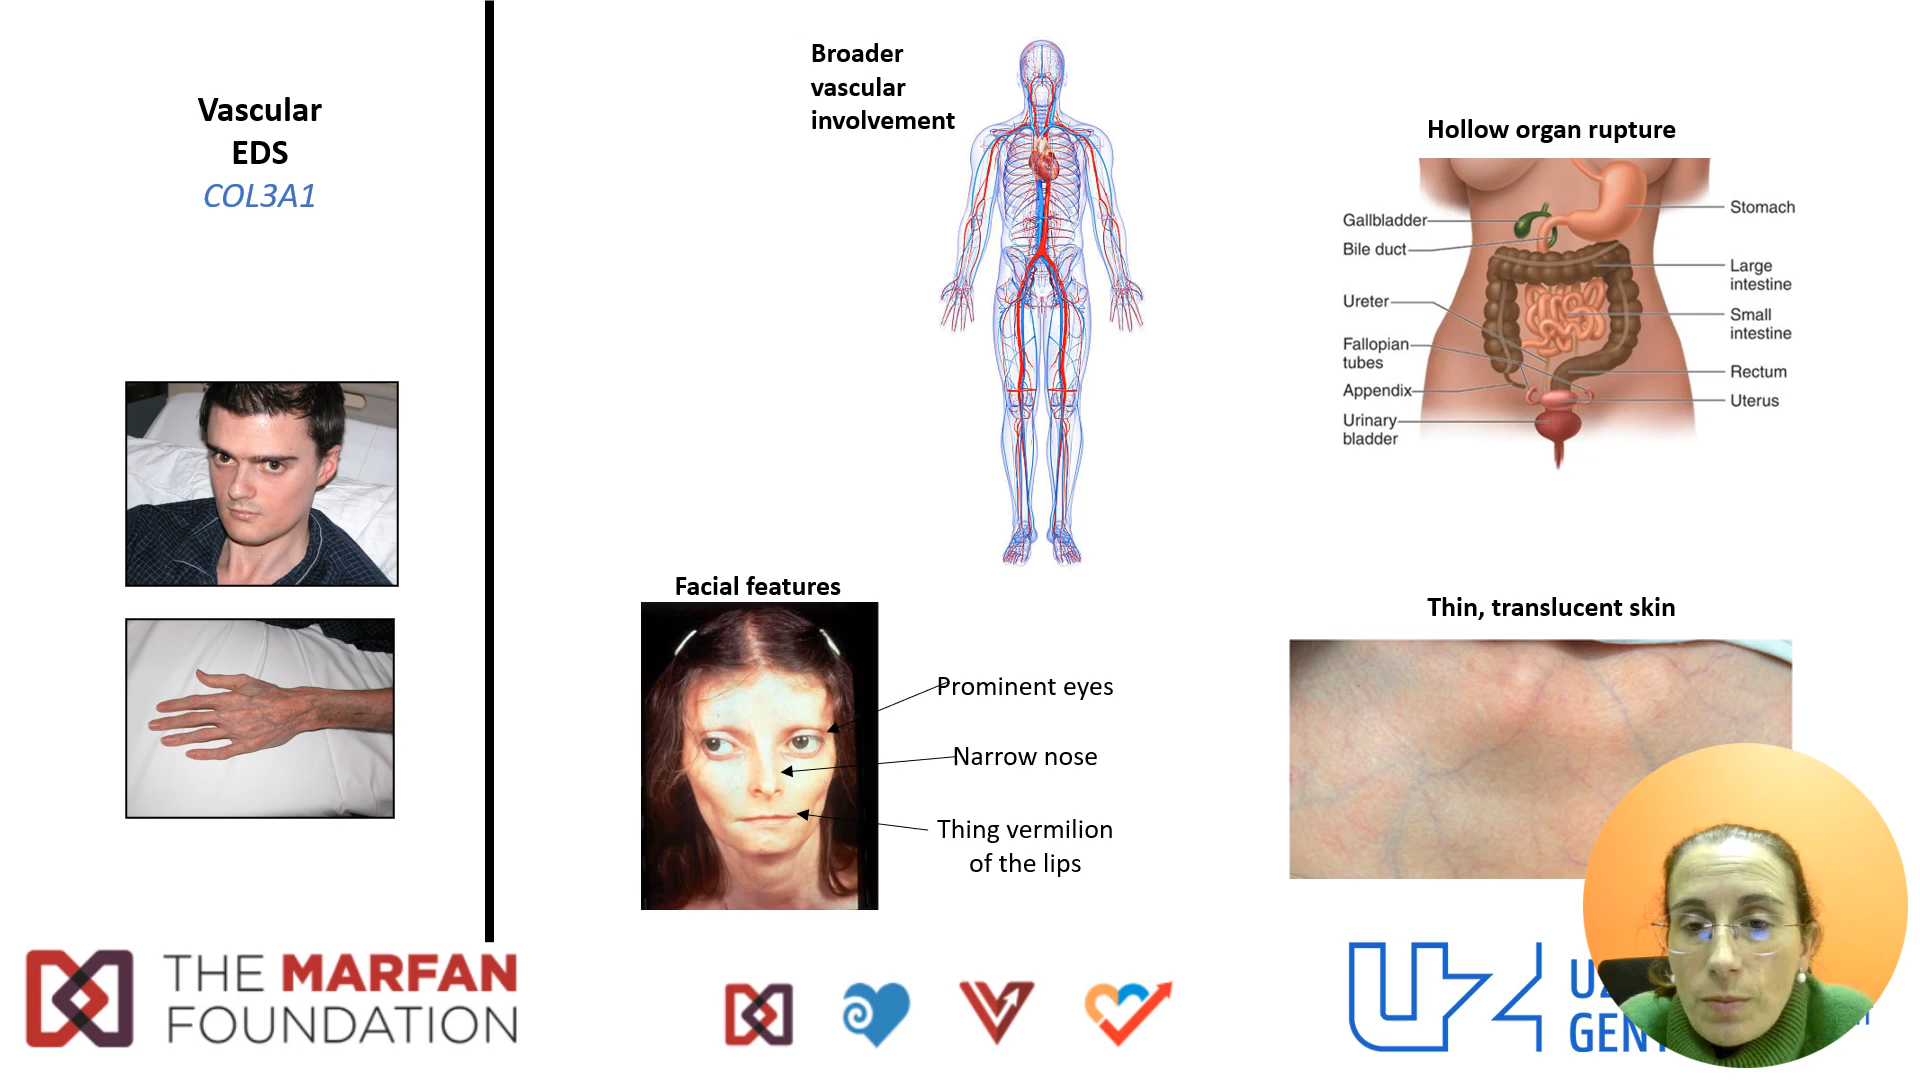 Vascular
EDS
COL3A1
Broader
vascular
involvement
Hollow organ rupture
Gallbladder
Bile duct
Ureter
Fallopian
tubes
Appendix
Urinary
bladder
Stomach
Large
intestine
Small
intestine
Rectum
Uterus
Facial features
Prominent eyes
Narrow nose
Thing vermilion
of the lips
Thin, translucent skin
THE MARFAN
FOUNDATION